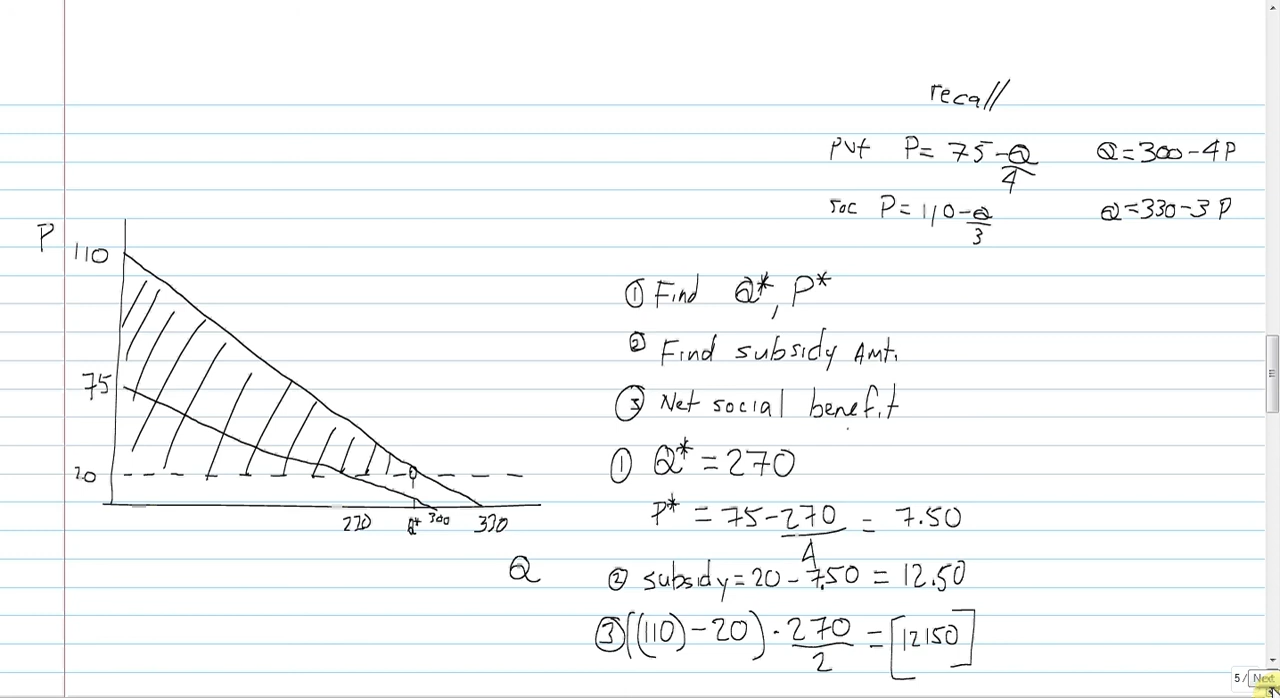 recall
pvt P = 75 - Q/4 Q = 300 - 4P
soc P = 110 - Q/3 Q = 330 - 3P
P
110
75
20
220 Q* 300 330
Q
① Find Q*, P*
② Find subsidy Amt.
③ Net social benefit
① Q* = 270
P* = 75 - 270/4 = 7.50
② subsidy = 20 - 7.50 = 12.50
③ ((110) - 20) · 270/2 = [12150]
5 / Next